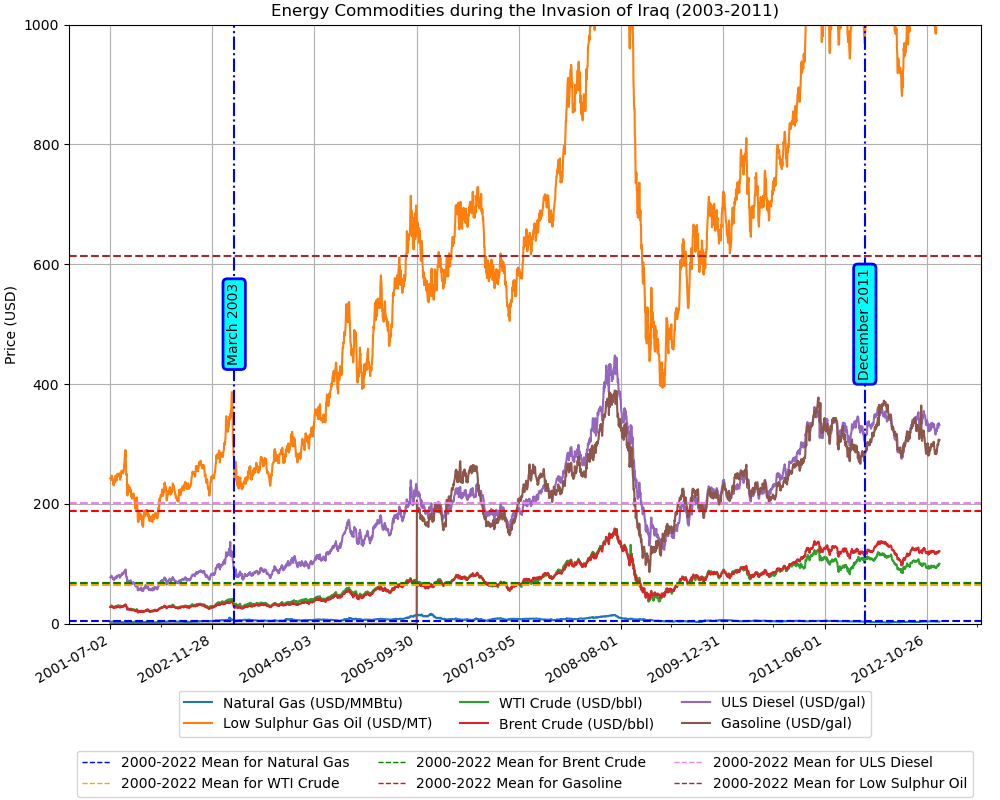 Energy Commodities during the Invasion of Iraq (2003-2011)
Price (USD)
1000
800
600
400
200
0
March 2003
December 2011
2001-07-02
2002-11-28
2004-05-03
2005-09-30
2007-03-05
2008-08-01
2009-12-31
2011-06-01
2012-10-26
Natural Gas (USD/MMBtu)
WTI Crude (USD/bbl)
ULS Diesel (USD/gal)
Low Sulphur Gas Oil (USD/MT)
Brent Crude (USD/bbl)
Gasoline (USD/gal)
2000-2022 Mean for Natural Gas
2000-2022 Mean for Brent Crude
2000-2022 Mean for ULS Diesel
2000-2022 Mean for WTI Crude
2000-2022 Mean for Gasoline
2000-2022 Mean for Low Sulphur Oil